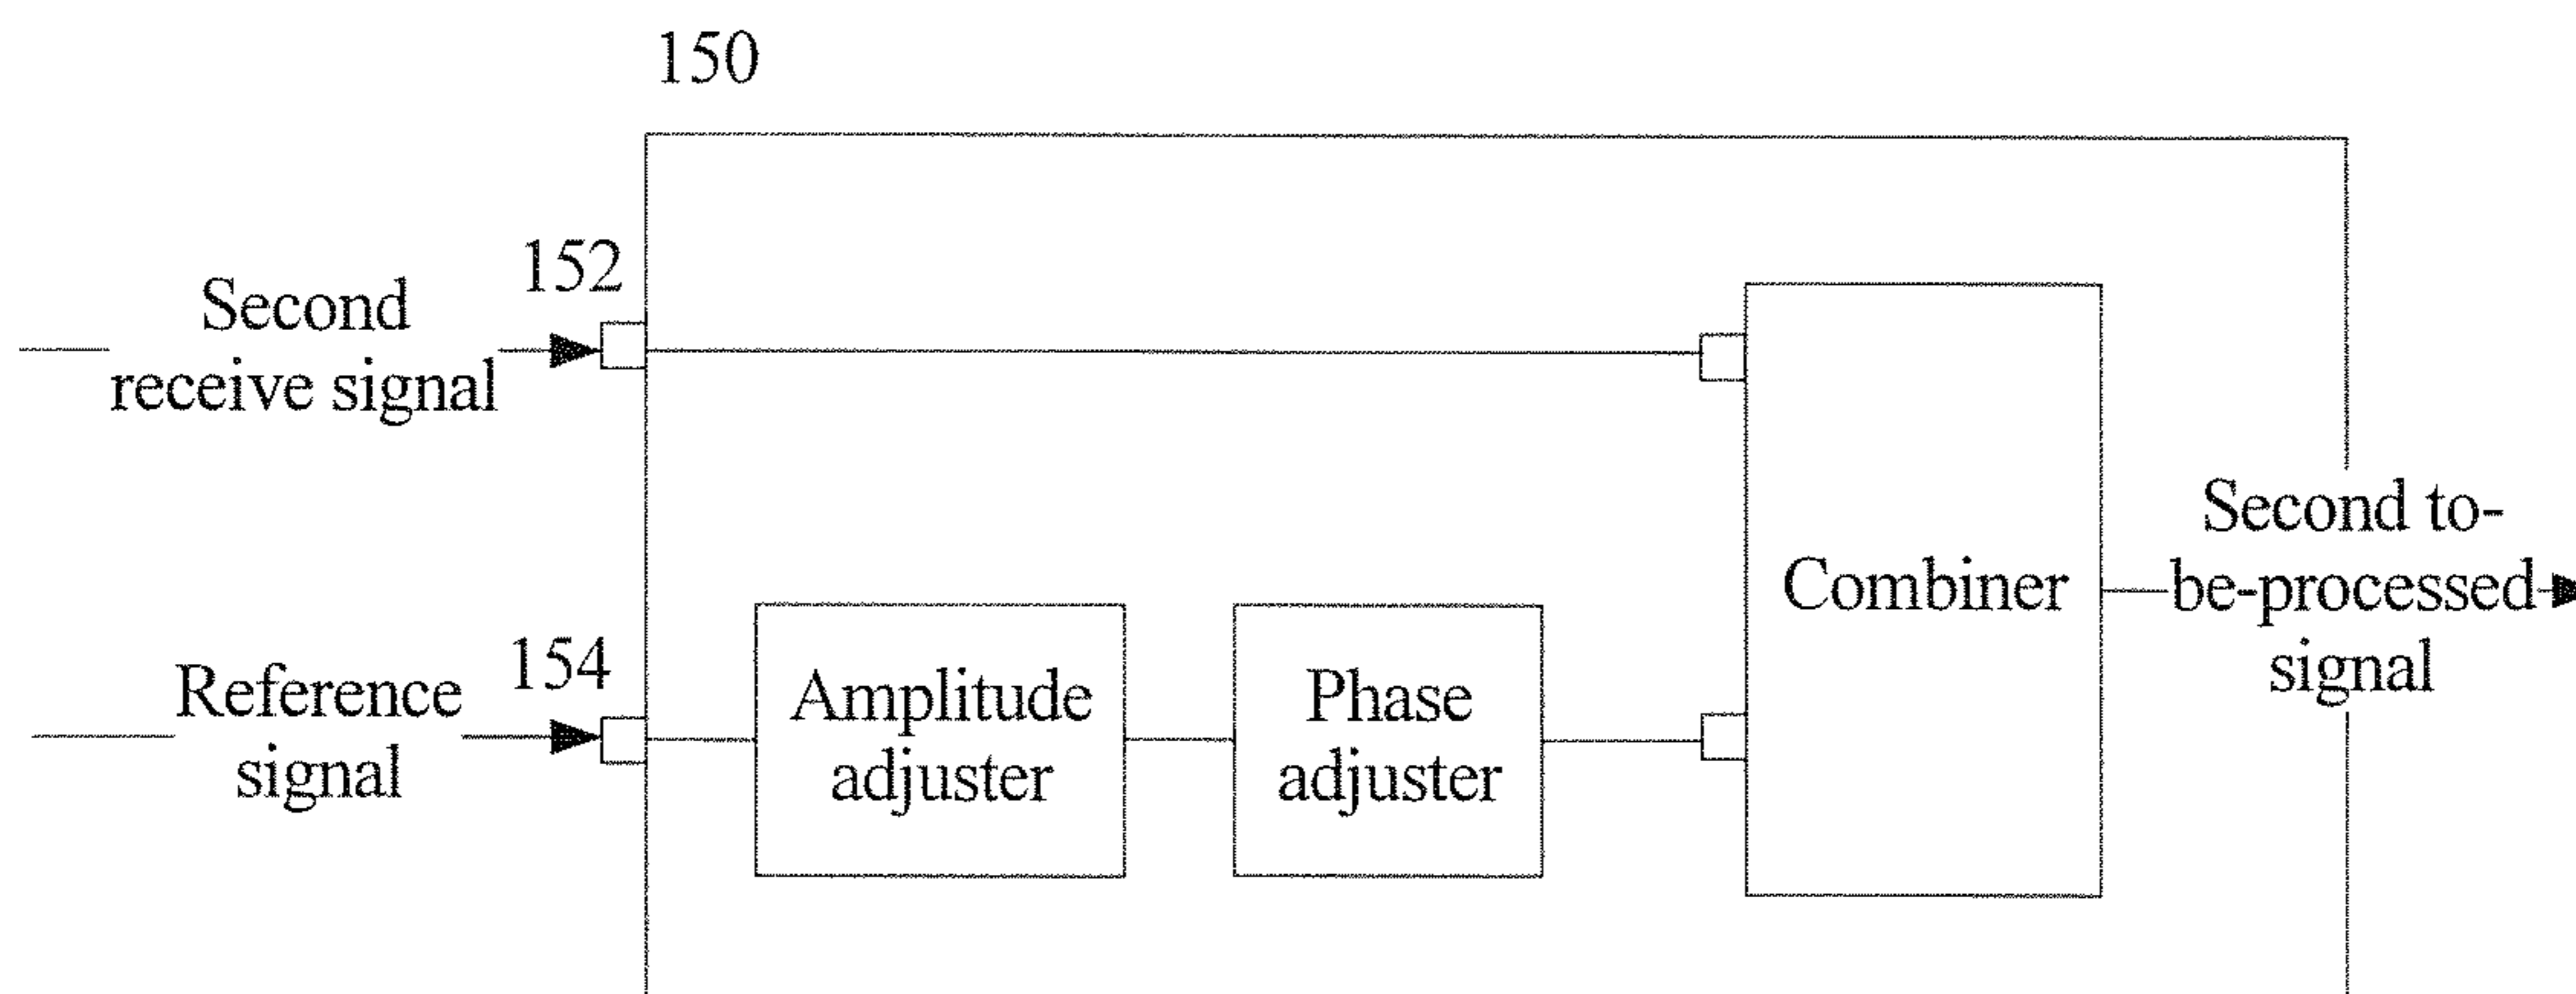 150
152
Second
receive signal
154
Reference
signal
Amplitude
adjuster
Phase
adjuster
Combiner
Second to-
be-processed
signal